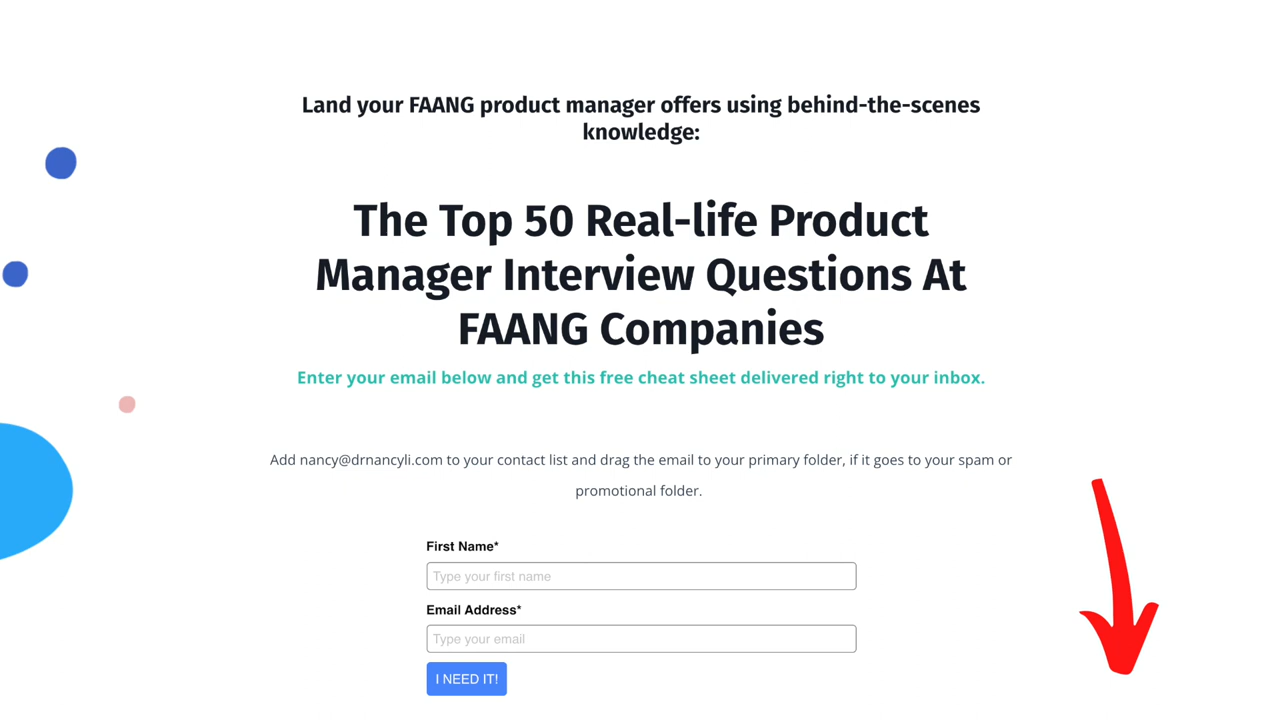 Land your FAANG product manager offers using behind-the-scenes
knowledge:
The Top 50 Real-life Product
Manager Interview Questions At
FAANG Companies
Enter your email below and get this free cheat sheet delivered right to your inbox.
Add nancy@drnancyli.com to your contact list and drag the email to your primary folder, if it goes to your spam or
promotional folder.
First Name*
Type your first name
Email Address*
Type your email
I NEED IT!